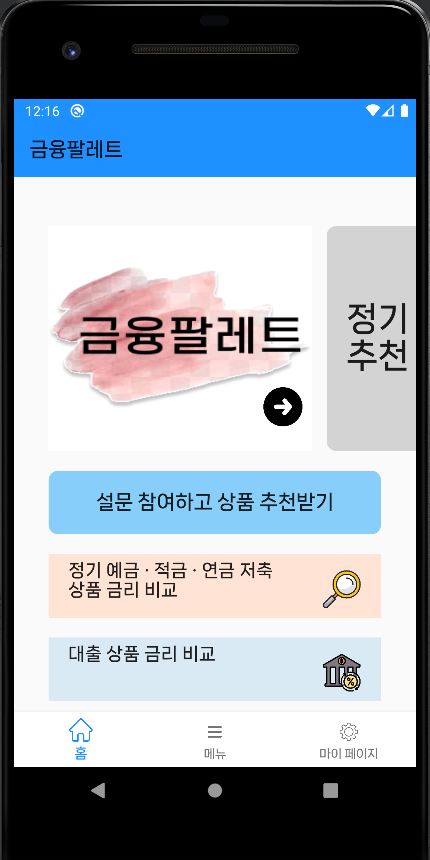 12:16
금융팔레트
금융팔레트
정기
추천
설문 참여하고 상품 추천받기
정기 예금 · 적금 · 연금 저축
상품 금리 비교
대출 상품 금리 비교
홈
메뉴
마이 페이지